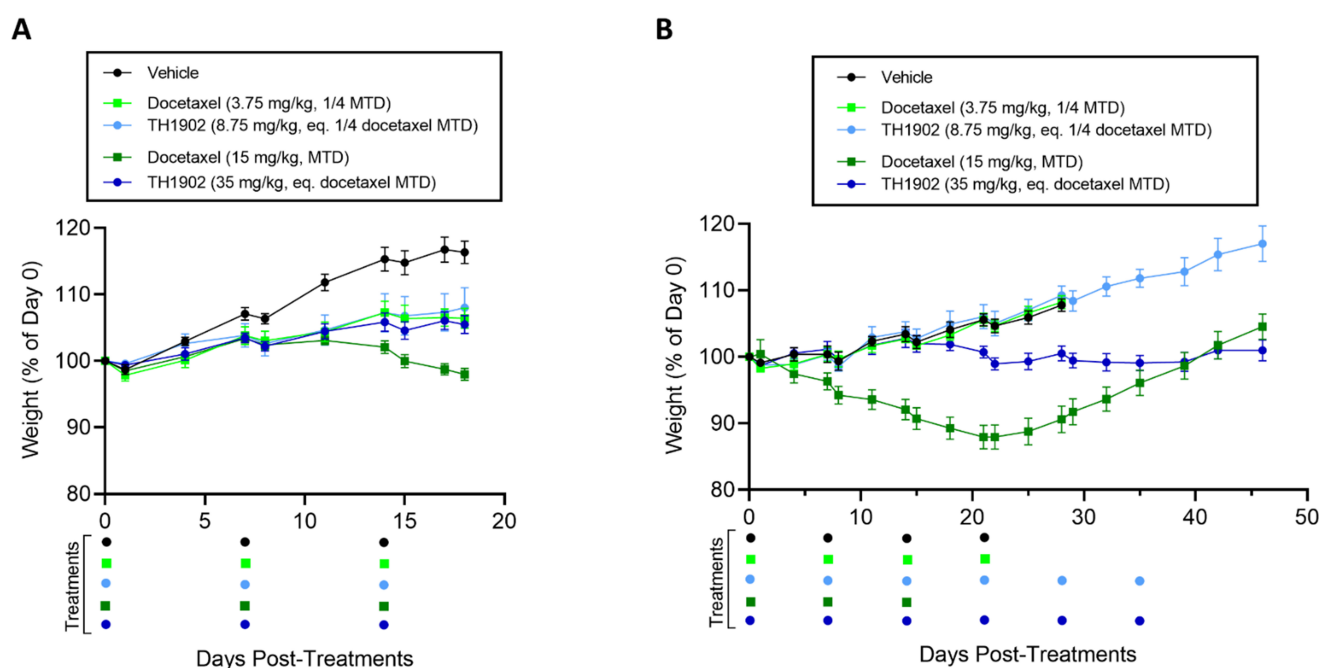 A
Vehicle
Docetaxel (3.75 mg/kg, 1/4 MTD)
TH1902 (8.75 mg/kg, eq. 1/4 docetaxel MTD)
Docetaxel (15 mg/kg, MTD)
TH1902 (35 mg/kg, eq. docetaxel MTD)
120
110
100
90
80
Weight (% of Day 0)
0 5 10 15 20
Treatments
Days Post-Treatments
B
Vehicle
Docetaxel (3.75 mg/kg, 1/4 MTD)
TH1902 (8.75 mg/kg, eq. 1/4 docetaxel MTD)
Docetaxel (15 mg/kg, MTD)
TH1902 (35 mg/kg, eq. docetaxel MTD)
120
110
100
90
80
Weight (% of Day 0)
0 10 20 30 40 50
Treatments
Days Post-Treatments